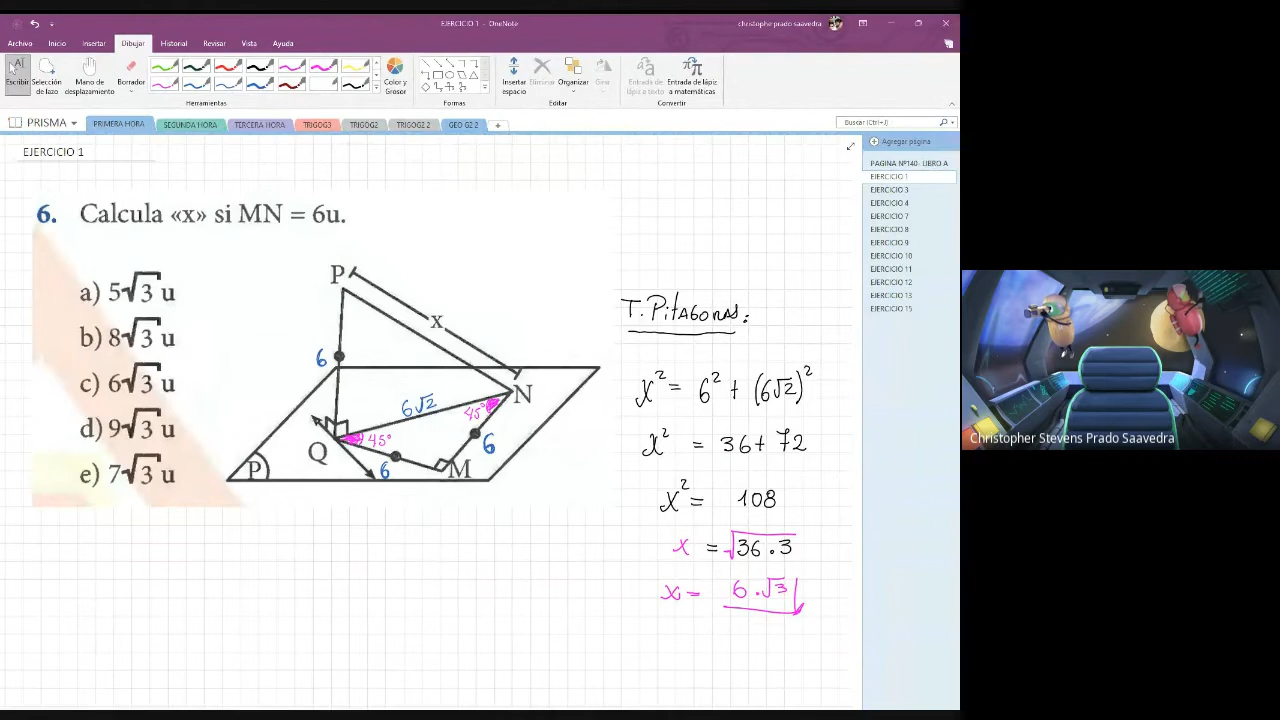 EJERCICIO 1 - OneNote
christophe prado saavedra
Archivo Inicio Insertar Dibujar Historial Revisar Vista Ayuda
Escribir Selección de lazo Mano de desplazamiento Borrador Color y Grosor Insertar espacio Eliminar Organizar Girar Entrada de lápiz a texto Entrada de lápiz a matemáticas
Herramientas Formas Editar Convertir
PRISMA PRIMERA HORA SEGUNDA HORA TERCERA HORA TRIGOG3 TRIGOG2 TRIGOG2 2 GEO G2 2 +
Buscar (Ctrl+J)
EJERCICIO 1
Agregar página
PAGINA Nº140- LIBRO A
EJERCICIO 1
EJERCICIO 3
EJERCICIO 4
EJERCICIO 7
EJERCICIO 8
EJERCICIO 9
EJERCICIO 10
EJERCICIO 11
EJERCICIO 12
EJERCICIO 13
EJERCICIO 15
6. Calcula «x» si MN = 6u.
a) 5√3 u
b) 8√3 u
c) 6√3 u
d) 9√3 u
e) 7√3 u
P
x
6
N
6√2
45°
45°
Q
6
6
M
P
T. Pitagoras:
x² = 6² + (6√2)²
x² = 36 + 72
x² = 108
x = √36 . 3
x = 6 . √3
Christopher Stevens Prado Saavedra